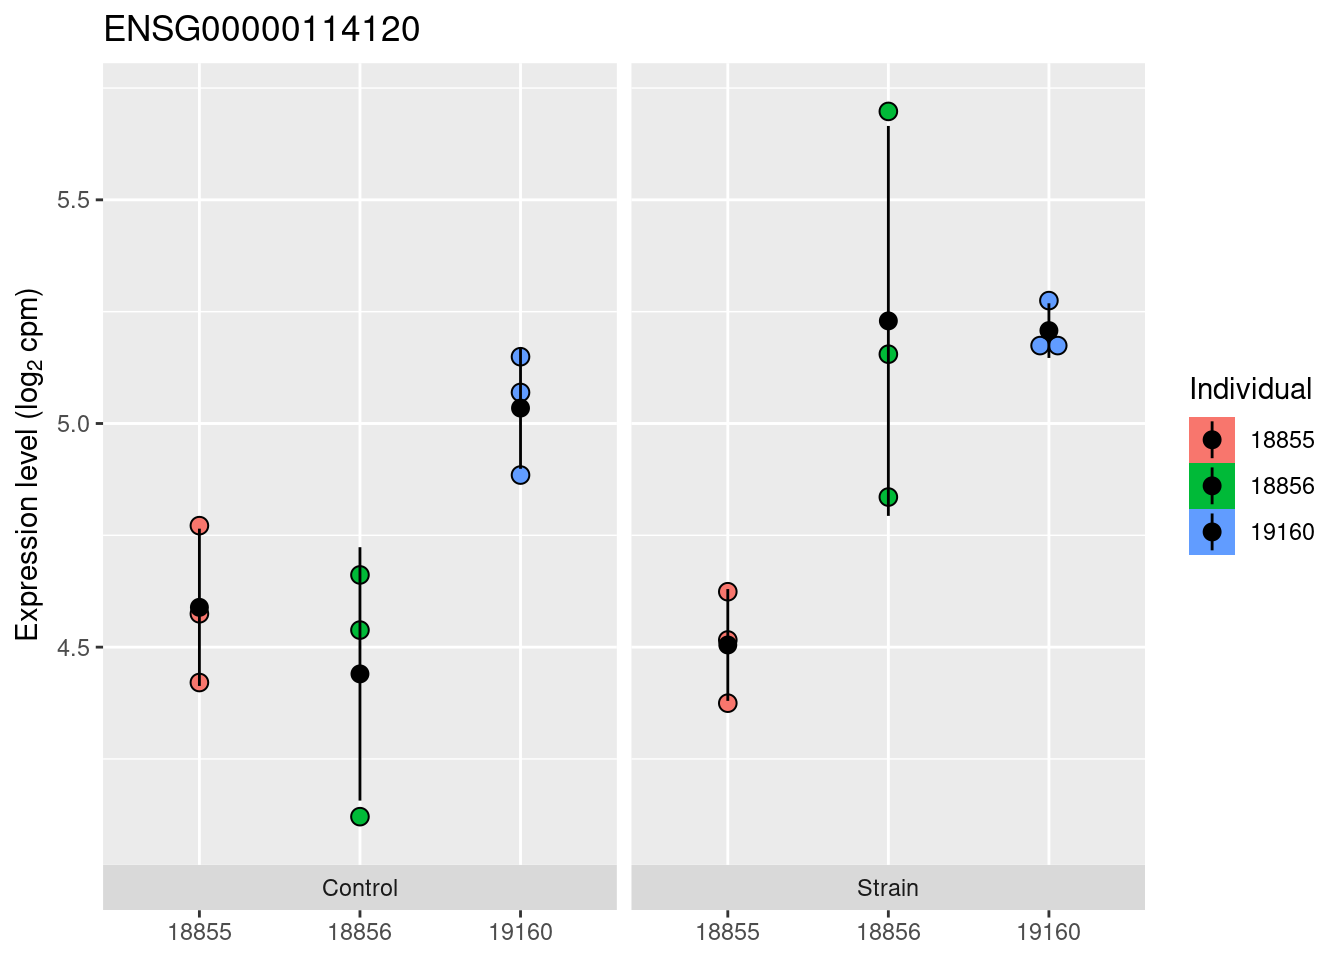 ENSG00000114120
Expression level (log₂ cpm)
5.5
5.0
4.5
Control
Strain
18855
18856
19160
18855
18856
19160
Individual
18855
18856
19160